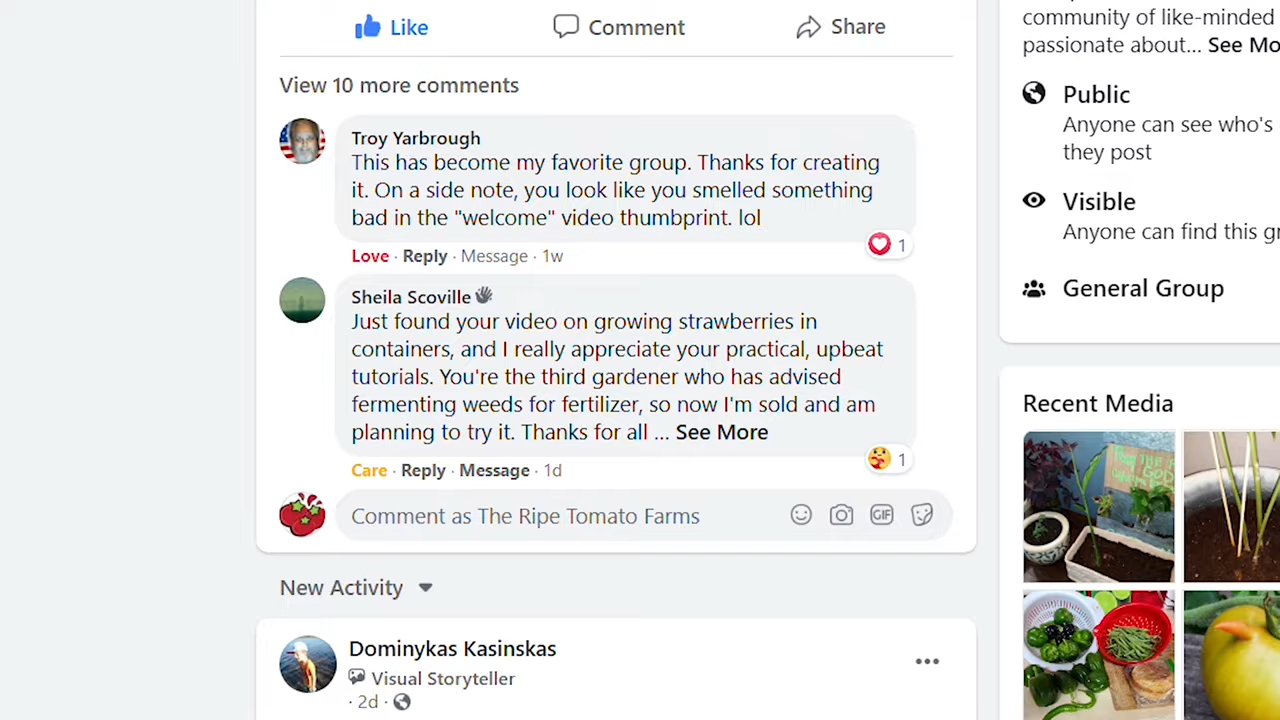 Like
Comment
Share
View 10 more comments
Troy Yarbrough
This has become my favorite group. Thanks for creating
it. On a side note, you look like you smelled something
bad in the "welcome" video thumbprint. lol
1
Love · Reply · Message · 1w
Sheila Scoville
Just found your video on growing strawberries in
containers, and I really appreciate your practical, upbeat
tutorials. You're the third gardener who has advised
fermenting weeds for fertilizer, so now I'm sold and am
planning to try it. Thanks for all ... See More
1
Care · Reply · Message · 1d
Comment as The Ripe Tomato Farms
GIF
New Activity
Dominykas Kasinskas
Visual Storyteller
· 2d ·
community of like-minded
passionate about... See Mo
Public
Anyone can see who's
they post
Visible
Anyone can find this gr
General Group
Recent Media